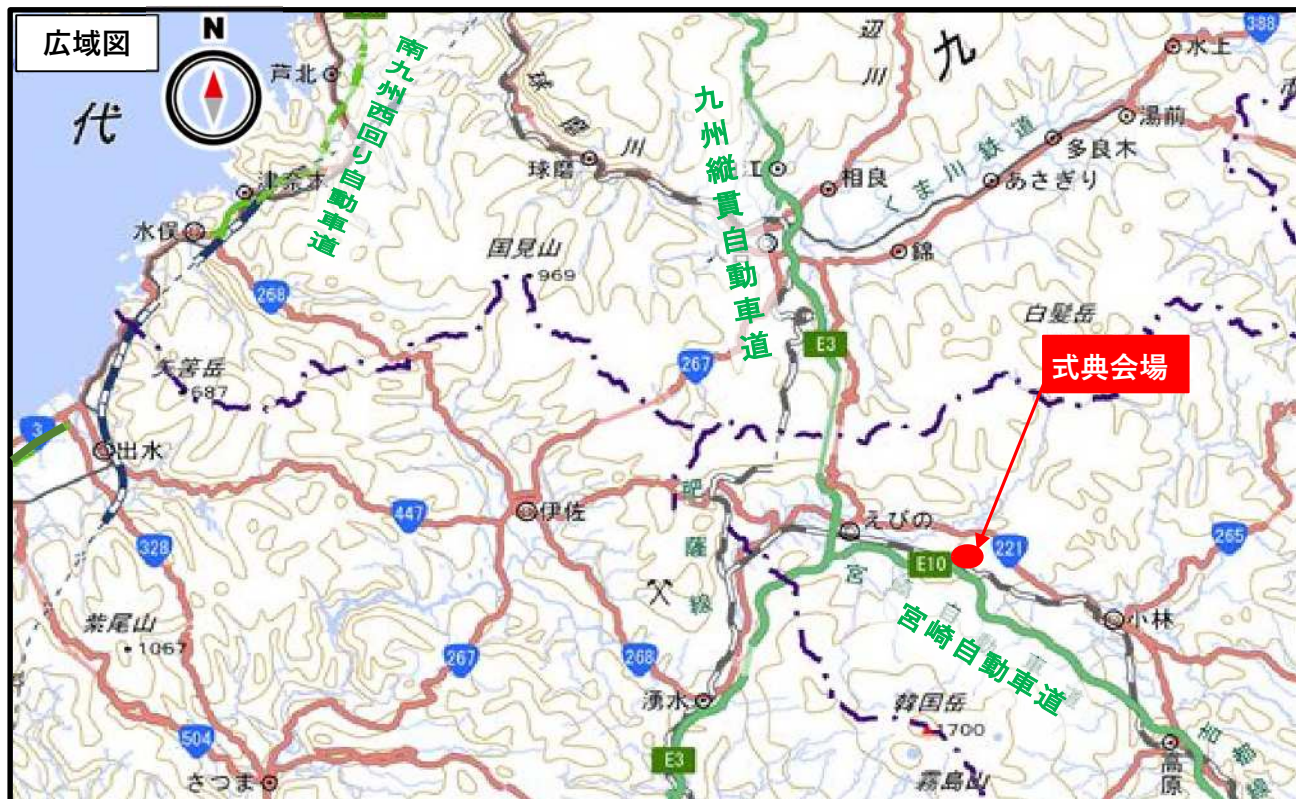 広域図
N
388
水上
辺
川
九
芦北
南九州西回り自動車道
代
球磨川
九州縦貫自動車道
湯前
多良木
球磨
相良
くま川鉄道
あさぎり
津奈木
水俣
国見山
969
錦
268
白髪岳
E3
267
式典会場
矢筈岳
687
3
出水
吧
薩
線
えびの
447
伊佐
221
265
E10
328
宮崎自動車道
小林
紫尾山
1067
267
268
湧水
韓国岳
1700
504
E3
高原
さつま
霧島山